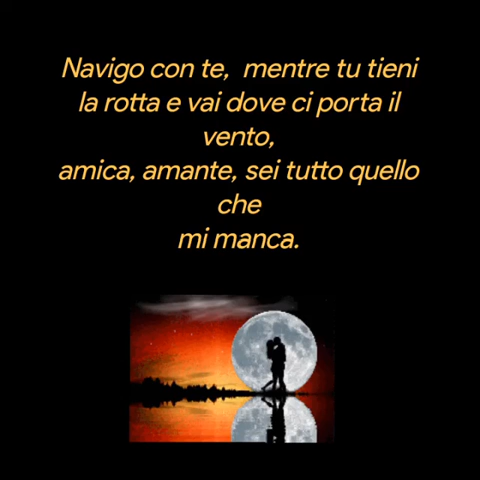 Navigo con te,  mentre tu tieni
la rotta e vai dove ci porta il
vento,
amica, amante, sei tutto quello
che
mi manca.